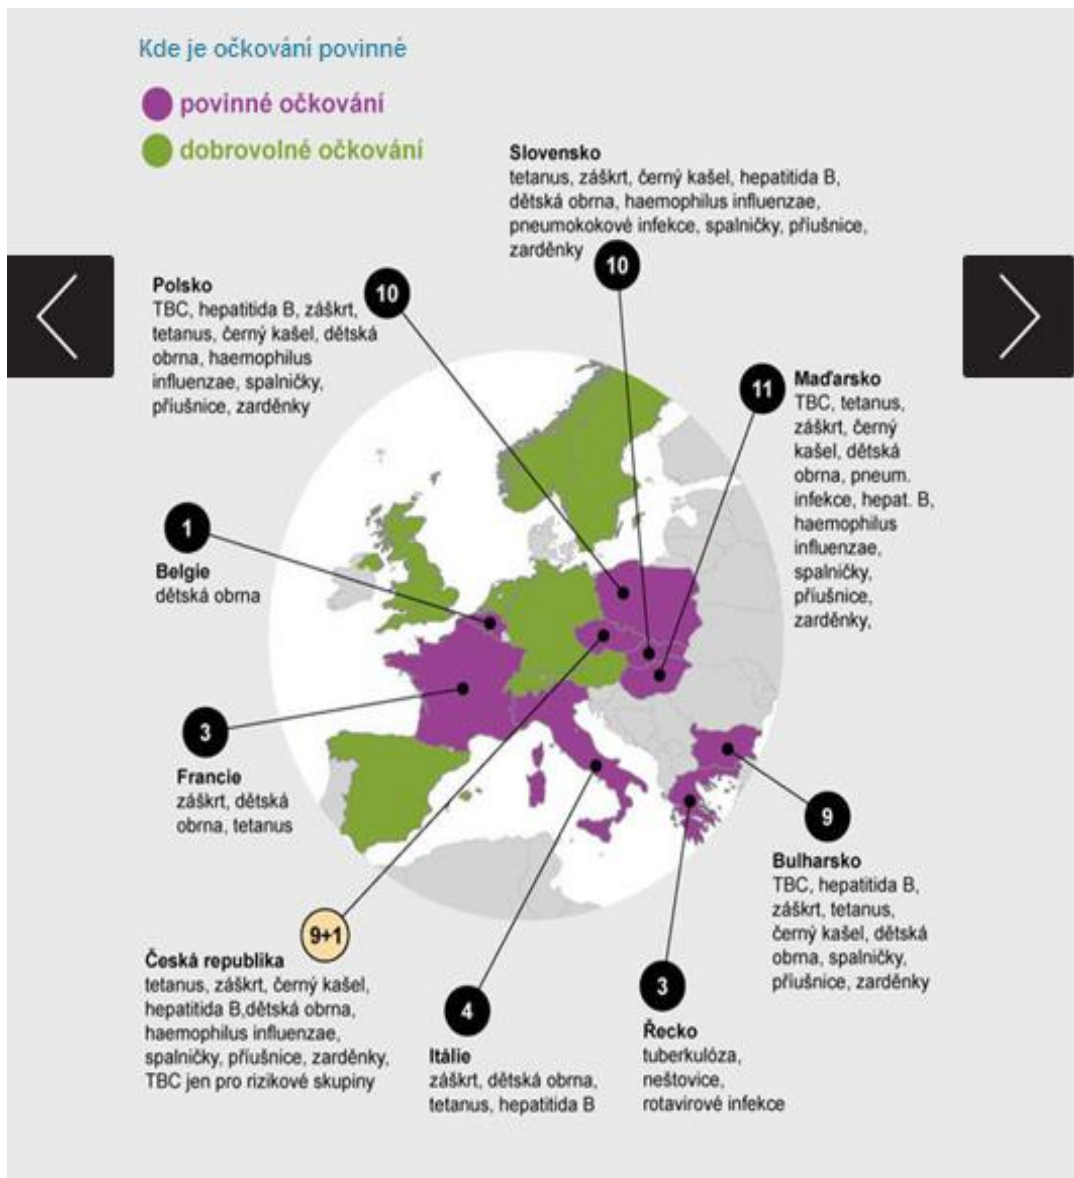 Kde je očkování povinné
povinné očkování
dobrovolné očkování
Slovensko
tetanus, záškrt, černý kašel, hepatitida B,
dětská obrna, haemophilus influenzae,
pneumokokové infekce, spalničky, příušnice,
zarděnky
10
Polsko
TBC, hepatitida B, záškrt,
tetanus, černý kašel, dětská
obrna, haemophilus
influenzae, spalničky,
příušnice, zarděnky
10
11
Maďarsko
TBC, tetanus,
záškrt, černý
kašel, dětská
obrna, pneum.
infekce, hepat. B,
haemophilus
influenzae,
spalničky,
příušnice,
zarděnky,
1
Belgie
dětská obrna
3
Francie
záškrt, dětská
obrna, tetanus
9
Bulharsko
TBC, hepatitida B,
záškrt, tetanus,
černý kašel, dětská
obrna, spalničky,
příušnice, zarděnky
9+1
Česká republika
tetanus, záškrt, černý kašel,
hepatitida B,dětská obrna,
haemophilus influenzae,
spalničky, příušnice, zarděnky,
TBC jen pro rizikové skupiny
4
Itálie
záškrt, dětská obrna,
tetanus, hepatitida B
3
Řecko
tuberkulóza,
neštovice,
rotavirové infekce